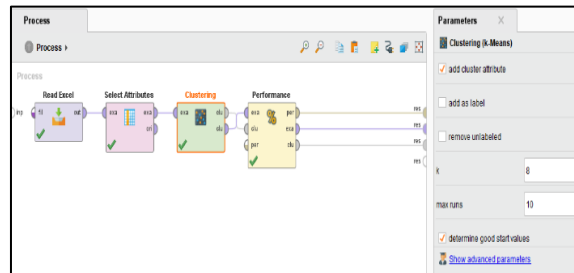 Process
Process
Process
Read Excel
Select Attributes
Clustering
Performance
inp
fil
out
exa
exa
ori
exa
clu
clu
exa
clu
per
per
exa
clu
res
res
res
res
Parameters
Clustering (k-Means)
add cluster attribute
add as label
remove unlabeled
k
8
max runs
10
determine good start values
Show advanced parameters